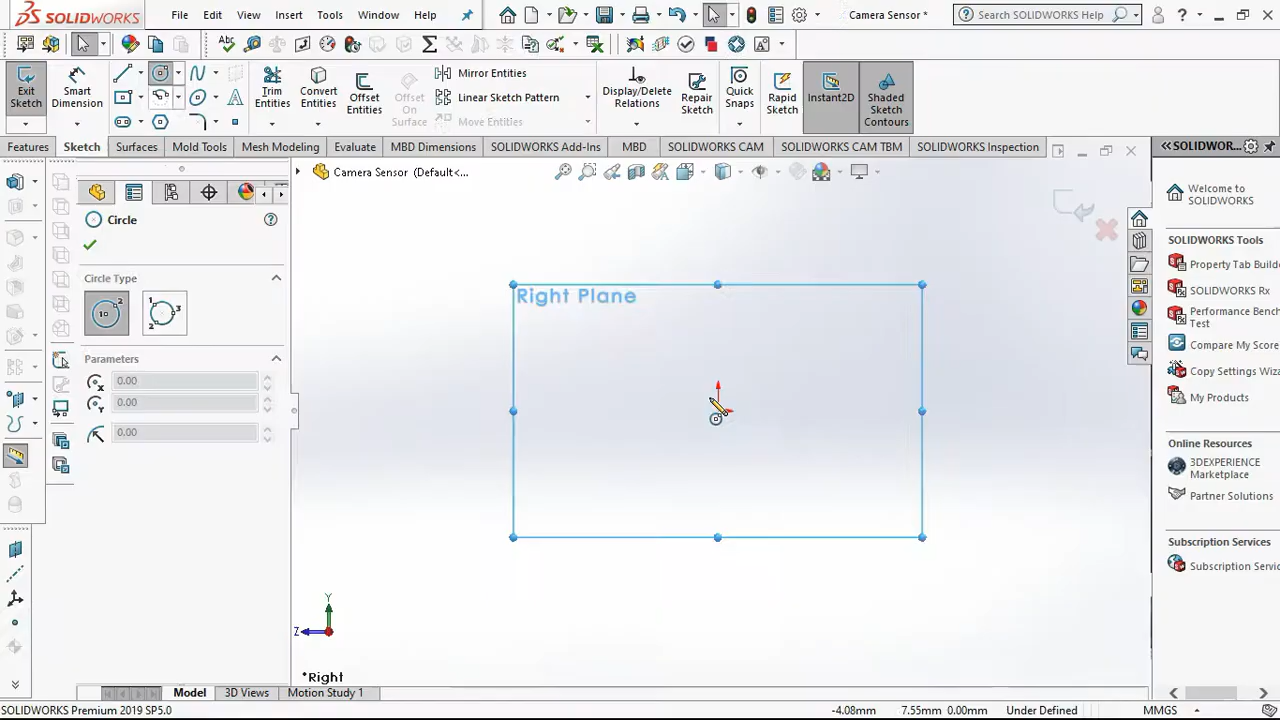 SOLIDWORKS File Edit View Insert Tools Window Help Camera Sensor * Search SOLIDWORKS Help ?
Exit Sketch
Smart Dimension
Trim Entities
Convert Entities
Offset Entities
Offset On Surface
Mirror Entities
Linear Sketch Pattern
Move Entities
Display/Delete Relations
Repair Sketch
Quick Snaps
Rapid Sketch
Instant2D
Shaded Sketch Contours
Features Sketch Surfaces Mold Tools Mesh Modeling Evaluate MBD Dimensions SOLIDWORKS Add-Ins MBD SOLIDWORKS CAM SOLIDWORKS CAM TBM SOLIDWORKS Inspection
SOLIDWOR...
Camera Sensor (Default<...
Circle
Circle Type
Parameters
0.00
0.00
0.00
Right Plane
Y
Z
*Right
Welcome to
SOLIDWORKS
SOLIDWORKS Tools
Property Tab Builde
SOLIDWORKS Rx
Performance Bench
Test
Compare My Score
Copy Settings Wiza
My Products
Online Resources
3DEXPERIENCE
Marketplace
Partner Solutions
Subscription Services
Subscription Servic
Model 3D Views Motion Study 1
SOLIDWORKS Premium 2019 SP5.0 -4.08mm 7.55mm 0.00mm Under Defined MMGS